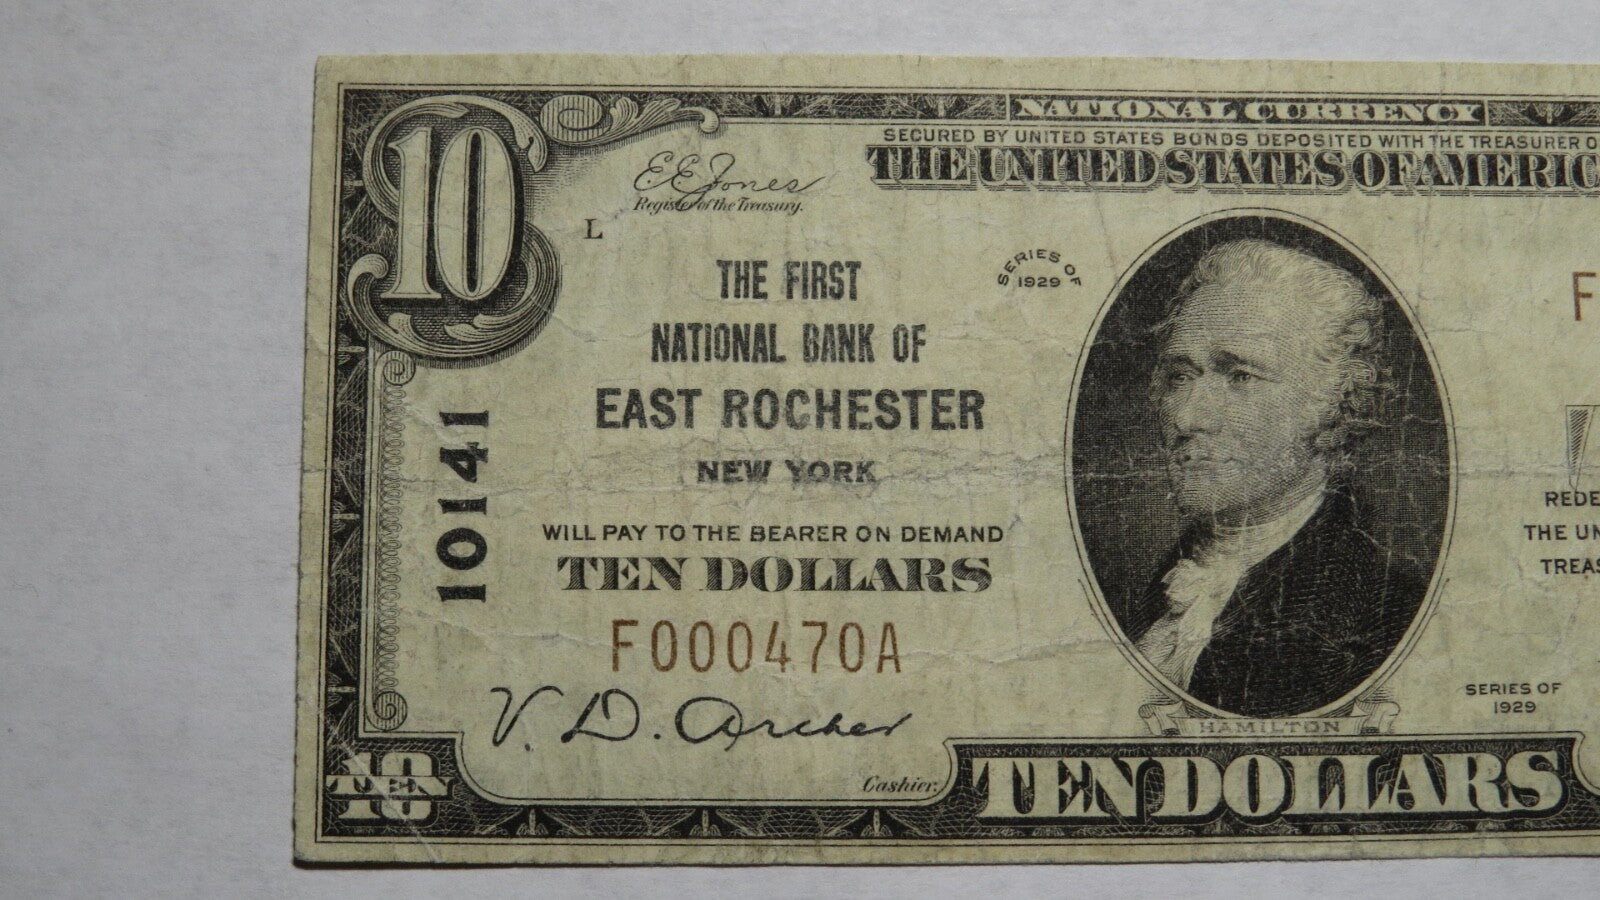 NATIONAL CURRENCY
SECURED BY UNITED STATES BONDS DEPOSITED WITH THE TREASURER O
THE UNITED STATES OF AMERIC
10
E E Jones
Register of the Treasury.
L
THE FIRST
NATIONAL BANK OF
EAST ROCHESTER
NEW YORK
SERIES OF
1929
F
10141
WILL PAY TO THE BEARER ON DEMAND
TEN DOLLARS
F000470A
V. D. Archer
Cashier.
REDE
THE UN
TREAS
SERIES OF
1929
HAMILTON
10
TEN
TEN DOLLARS